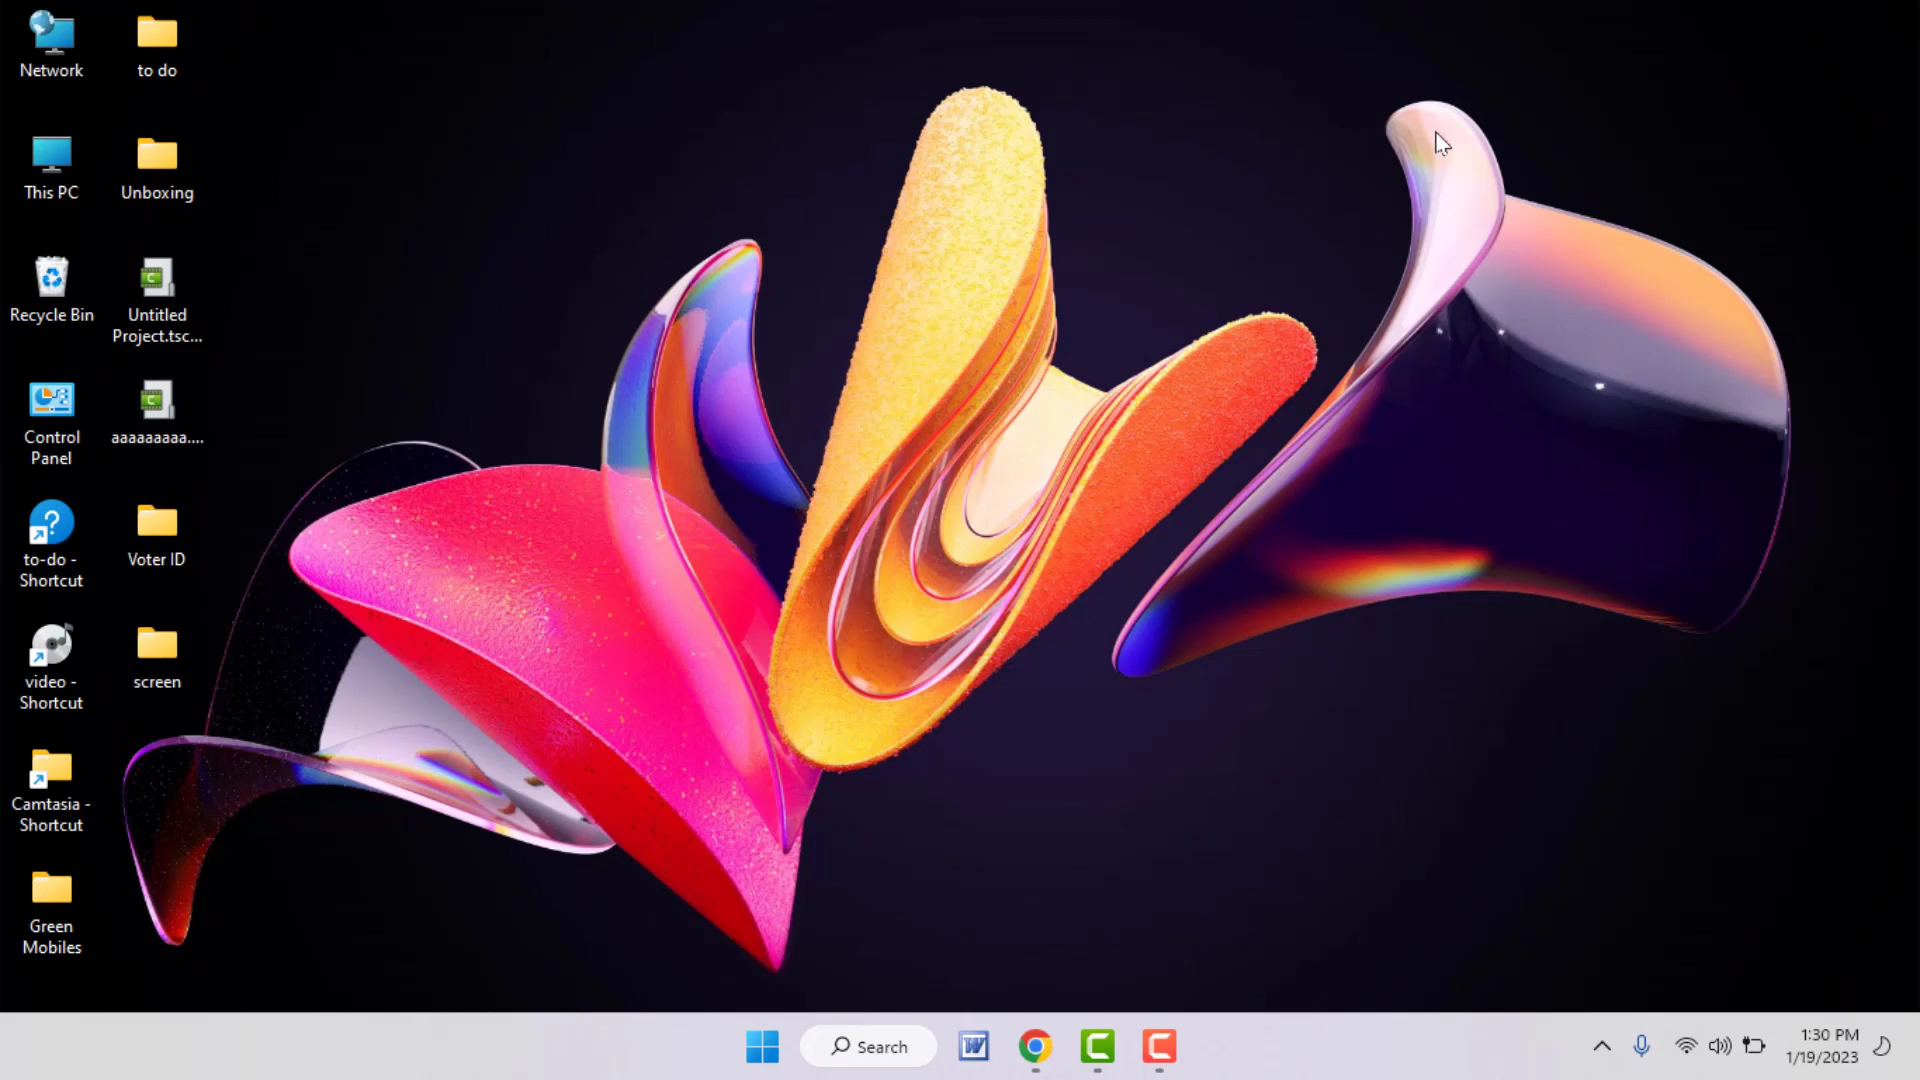 Network
to do
This PC
Unboxing
Recycle Bin
Untitled
Project.tsc...
Control
Panel
aaaaaaaaa....
to-do -
Shortcut
Voter ID
video -
Shortcut
screen
Camtasia -
Shortcut
Green
Mobiles
Search
1:30 PM
1/19/2023